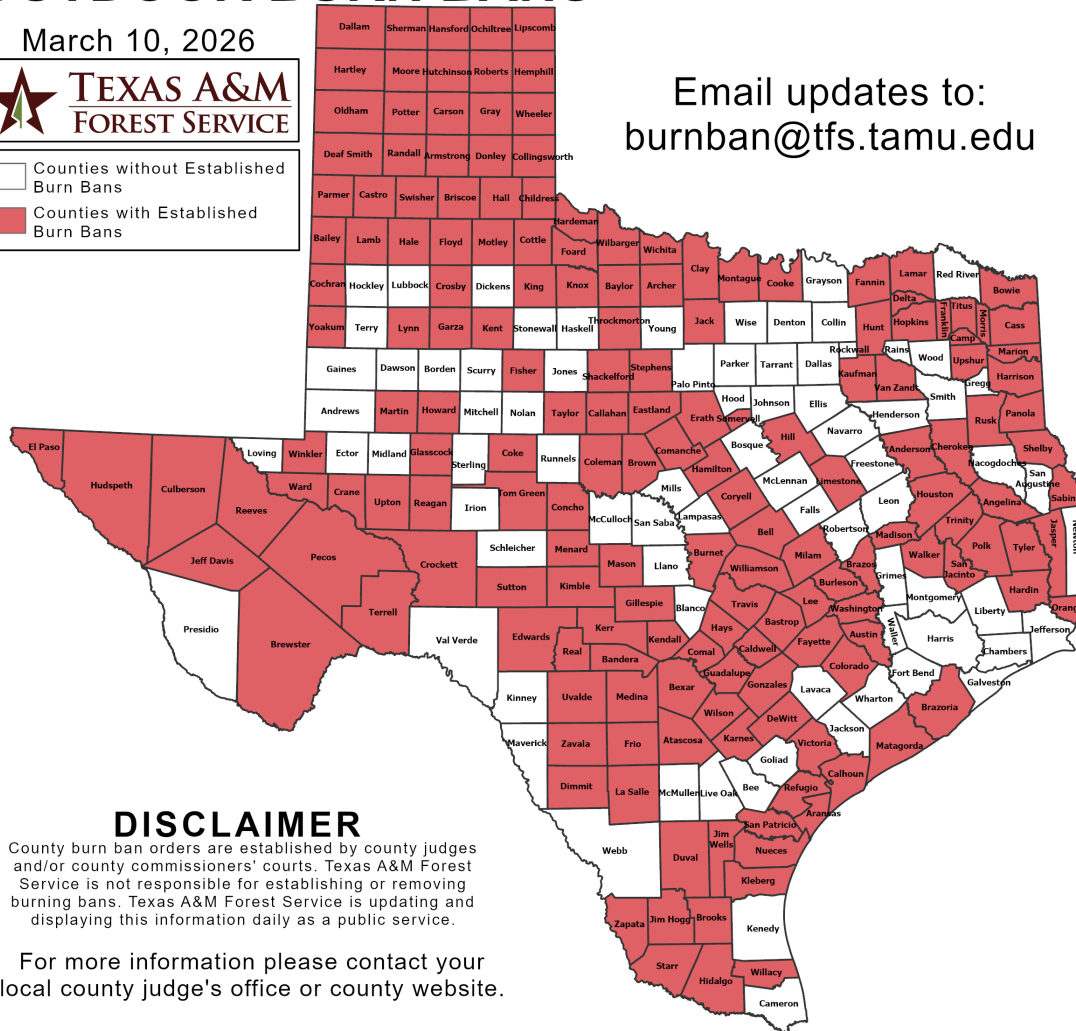 March 10, 2026
TEXAS A&M
FOREST SERVICE
Counties without Established
Burn Bans
Counties with Established
Burn Bans
Email updates to:
burnban@tfs.tamu.edu
Dallam Sherman Hansford Ochiltree Lipscomb
Hartley Moore Hutchinson Roberts Hemphill
Oldham Potter Carson Gray Wheeler
Deaf Smith Randall Armstrong Donley Collingsworth
Parmer Castro Swisher Briscoe Hall Childress
Hardeman
Bailey Lamb Hale Floyd Motley Cottle Foard Wilbarger Wichita
Clay Montague Cooke Grayson Fannin Lamar Red River Bowie
Cochran Hockley Lubbock Crosby Dickens King Knox Baylor Archer
Delta Franklin Titus Morris Cass
Yoakum Terry Lynn Garza Kent Stonewall Haskell Throckmorton Young Jack Wise Denton Collin Hunt Hopkins Camp
Rockwall Rains Wood Upshur Marion
Gaines Dawson Borden Scurry Fisher Jones Shackelford Stephens Palo Pinto Parker Tarrant Dallas Kaufman Van Zandt Gregg Harrison
Andrews Martin Howard Mitchell Nolan Taylor Callahan Eastland Erath Hood Somervell Johnson Ellis Henderson Smith Rusk Panola
El Paso Hudspeth Culberson Loving Winkler Ector Midland Glasscock Sterling Coke Runnels Coleman Brown Comanche Bosque Hill Navarro Anderson Cherokee Shelby
Hamilton McLennan Limestone Freestone Nacogdoches San Augustine Sabin
Reeves Ward Crane Upton Reagan Irion Tom Green Concho McCulloch San Saba Mills Lampasas Coryell Falls Leon Houston Angelina
Jeff Davis Pecos Crockett Schleicher Menard Mason Llano Burnet Bell Milam Robertson Madison Trinity Polk Tyler Jasper Newton
Terrell Sutton Kimble Gillespie Blanco Williamson Burleson Brazos Grimes Walker San Jacinto Hardin
Presidio Brewster Val Verde Edwards Real Kerr Bandera Kendall Comal Hays Travis Bastrop Lee Washington Waller Montgomery Liberty Orang
Kinney Uvalde Medina Bexar Guadalupe Caldwell Fayette Austin Colorado Harris Chambers Jefferson
Maverick Zavala Frio Atascosa Wilson Gonzales Lavaca Wharton Fort Bend Galveston
Dimmit La Salle McMullen Live Oak Karnes DeWitt Victoria Jackson Matagorda Brazoria
Goliad Bee Refugio Calhoun Aransas
Webb Duval Jim Wells San Patricio Nueces
Kleberg
Zapata Jim Hogg Brooks Kenedy
Starr Hidalgo Willacy
Cameron
DISCLAIMER
County burn ban orders are established by county judges
and/or county commissioners' courts. Texas A&M Forest
Service is not responsible for establishing or removing
burning bans. Texas A&M Forest Service is updating and
displaying this information daily as a public service.
For more information please contact your
local county judge's office or county website.